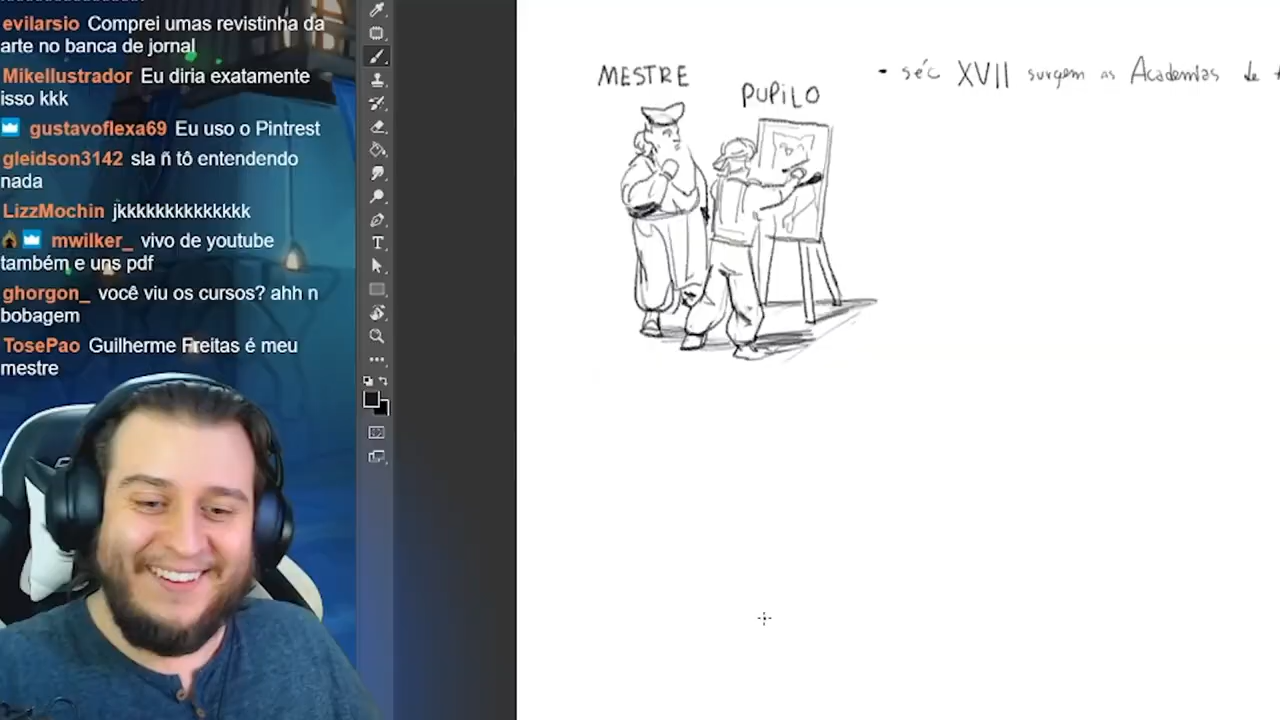 evilarsio Comprei umas revistinha da
arte no banca de jornal
MikeIlustrador Eu diria exatamente
isso kkk
gustavoflexa69 Eu uso o Pintrest
gleidson3142 sla ñ tô entendendo
nada
LizzMochin jkkkkkkkkkkkkkk
mwilker_ vivo de youtube
também e uns pdf
ghorgon_ você viu os cursos? ahh n
bobagem
TosePao Guilherme Freitas é meu
mestre
MESTRE
PUPILO
- séc XVII surgem as Academias de